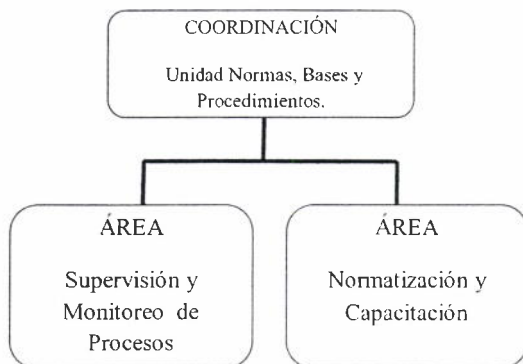 COORDINACIÓN
Unidad Normas, Bases y
Procedimientos.
ÁREA
Supervisión y
Monitoreo de
Procesos
ÁREA
Normatización y
Capacitación